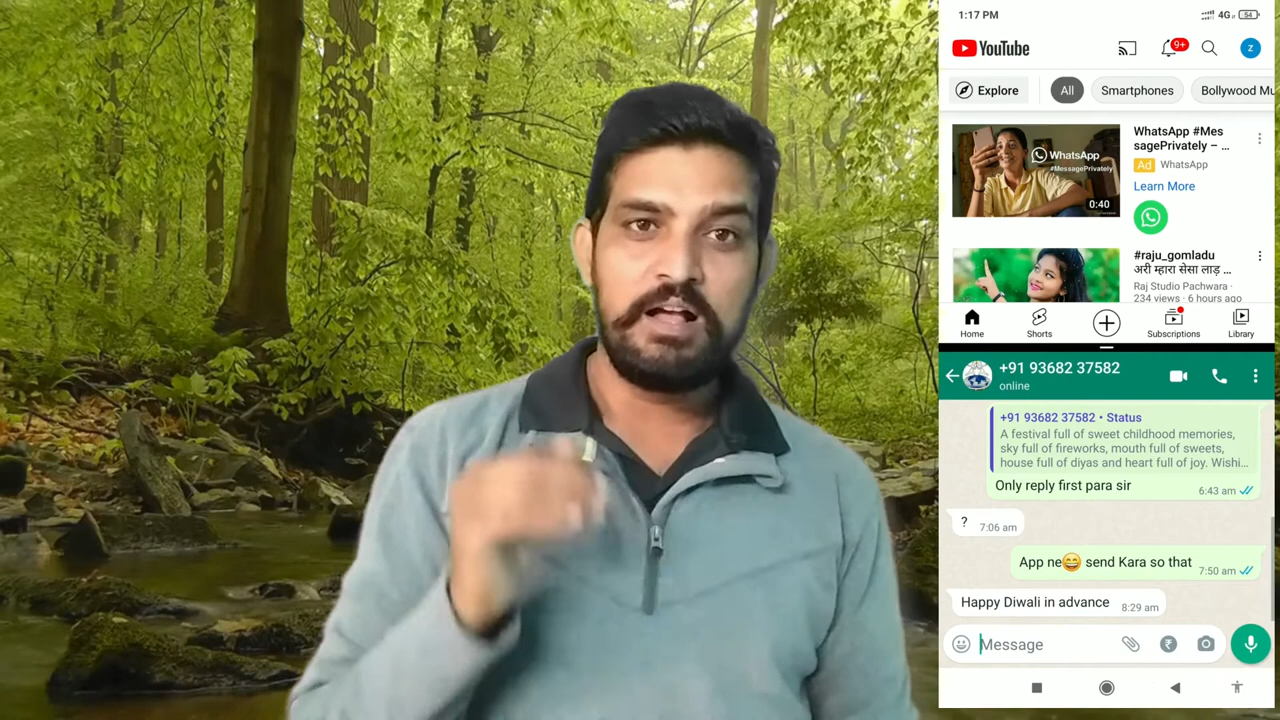 1:17 PM
4G
54
YouTube
9+
z
Explore
All
Smartphones
Bollywood Mu
WhatsApp
#MessagePrivately
0:40
WhatsApp #Mes
sagePrivately – ...
Ad WhatsApp
Learn More
#raju_gomladu
अरी म्हारा सेसा लाड़ ...
Raj Studio Pachwara ·
234 views · 6 hours ago
Home
Shorts
Subscriptions
Library
+91 93682 37582
online
+91 93682 37582 • Status
A festival full of sweet childhood memories,
sky full of fireworks, mouth full of sweets,
house full of diyas and heart full of joy. Wishi...
Only reply first para sir
6:43 am
?
7:06 am
App ne😄 send Kara so that
7:50 am
Happy Diwali in advance
8:29 am
Message
₹